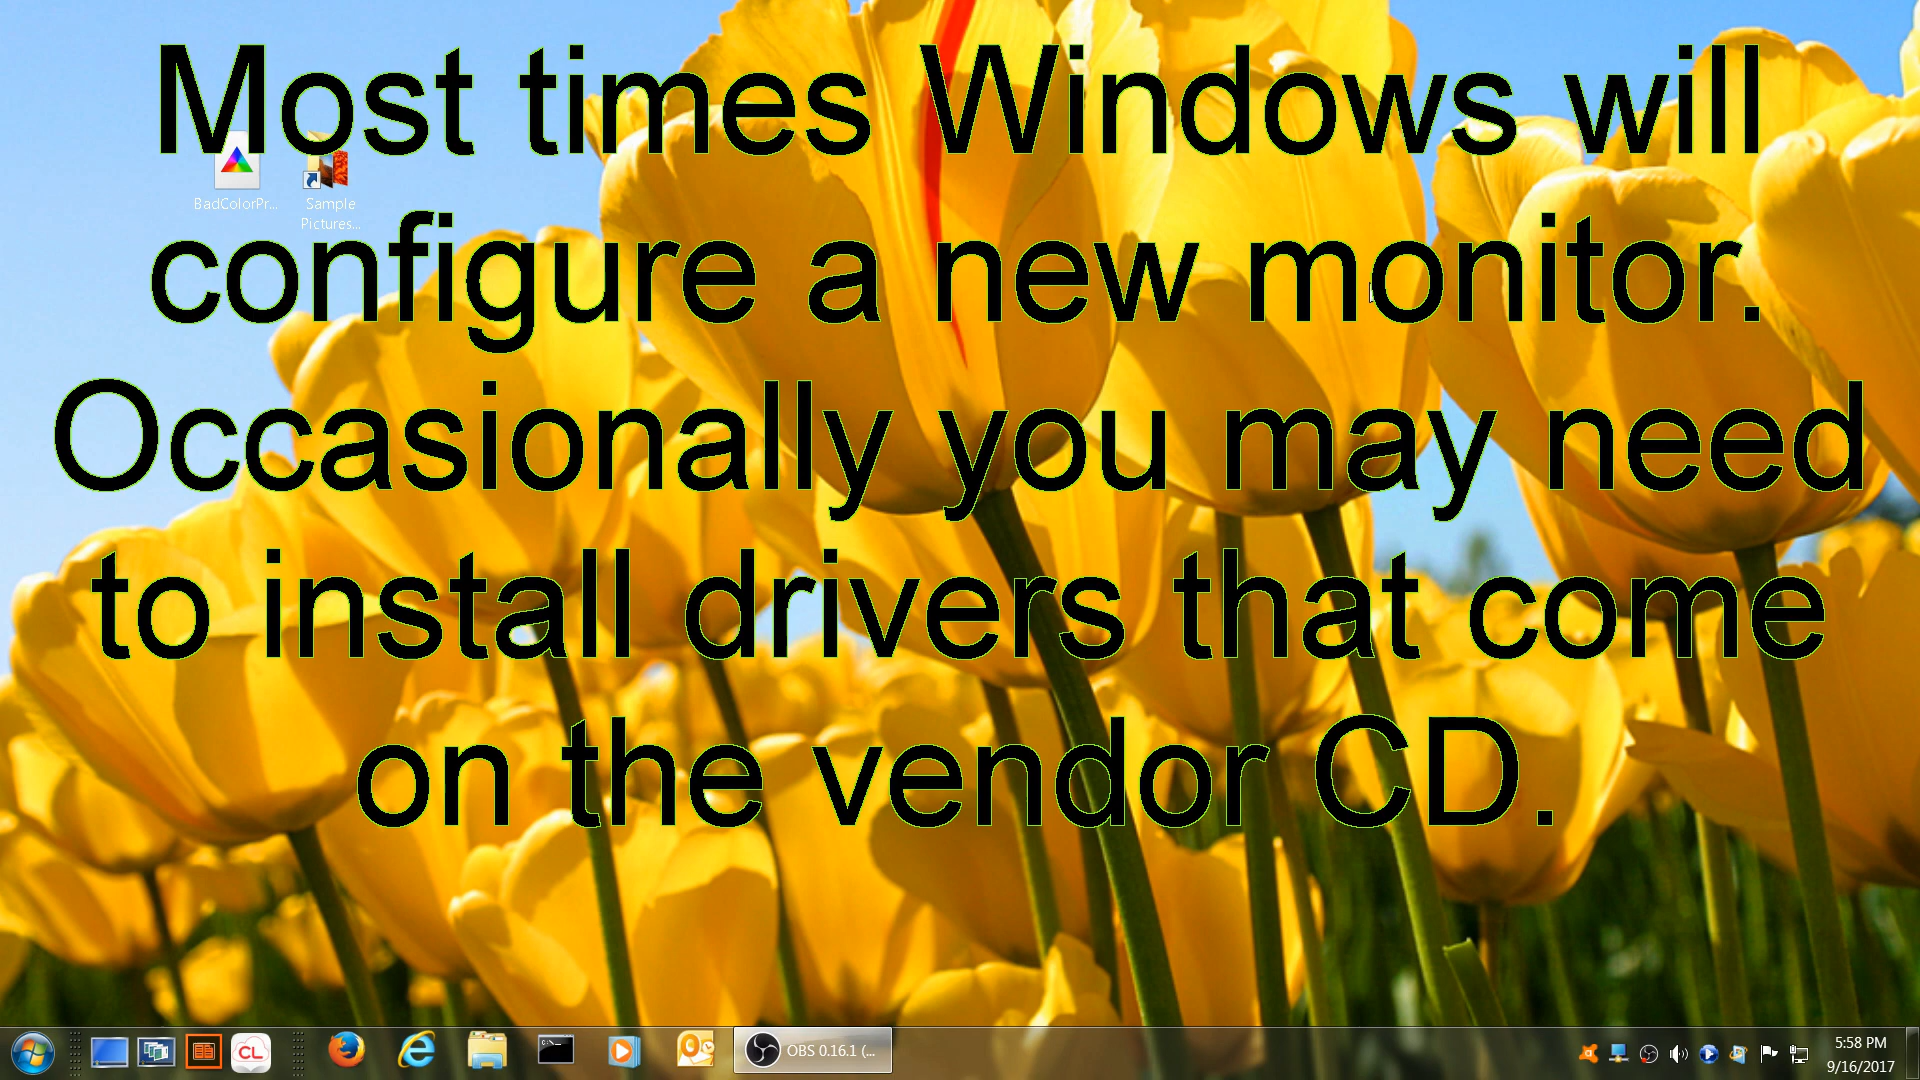 Most times Windows will
configure a new monitor.
Occasionally you may need
to install drivers that come
on the vendor CD.
BadColorPr...
Sample
Pictures...
CL
OBS 0.16.1 (...
5:58 PM
9/16/2017